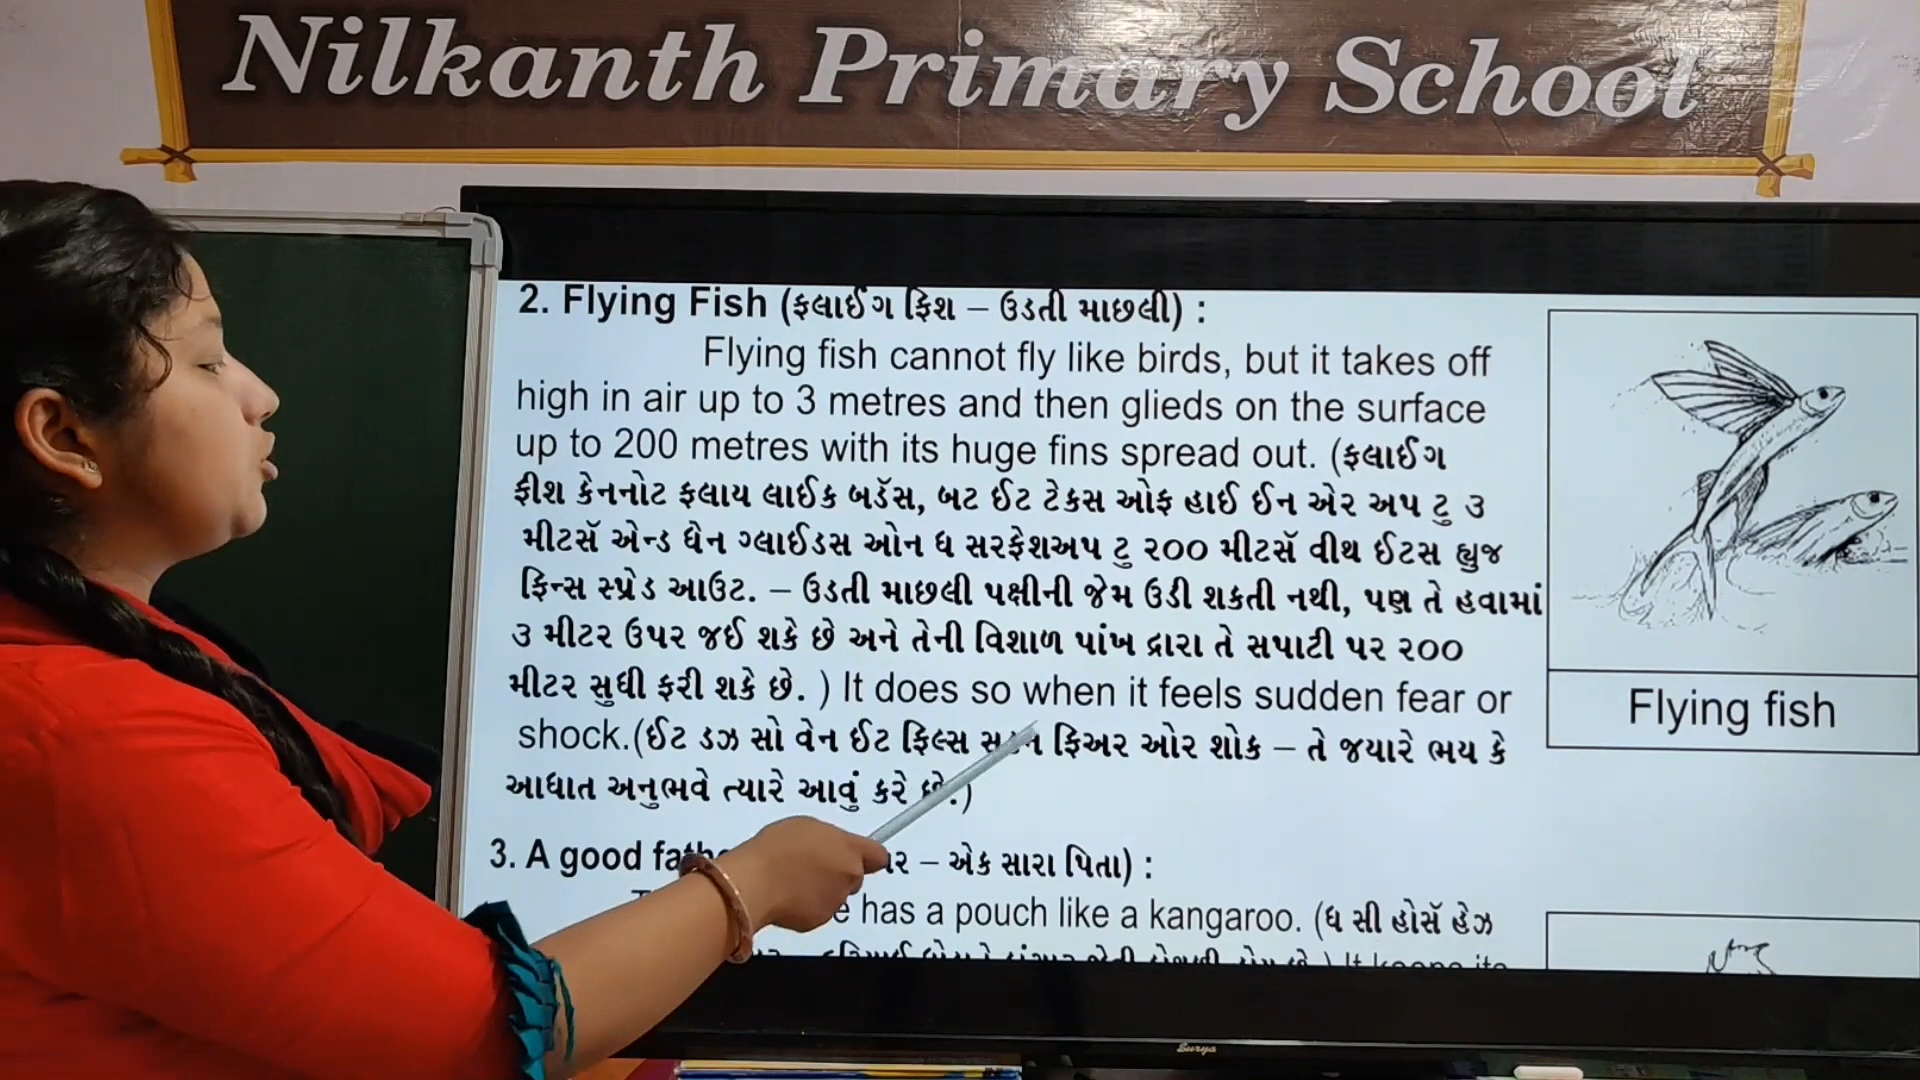 Nilkanth Primary School
2. Flying Fish (ફલાઈંગ ફિશ – ઉડતી માછલી) :
Flying fish cannot fly like birds, but it takes off
high in air up to 3 metres and then glieds on the surface
up to 200 metres with its huge fins spread out. (ફલાઈંગ
ફીશ કેનનોટ ફલાય લાઈક બર્ડસ, બટ ઈટ ટેકસ ઓફ હાઈ ઈન એર અપ ટુ ૩
મીટર્સ એન્ડ ધેન ગ્લાઈડસ ઓન ધ સરફેશઅપ ટુ ૨૦૦ મીટર્સ વીથ ઈટસ હ્યુજ
ફિન્સ સ્પ્રેડ આઉટ. – ઉડતી માછલી પક્ષીની જેમ ઉડી શકતી નથી, પણ તે હવામાં
૩ મીટર ઉપર જઈ શકે છે અને તેની વિશાળ પાંખ દ્રારા તે સપાટી પર ૨૦૦
મીટર સુધી ફરી શકે છે. ) It does so when it feels sudden fear or
shock.(ઈટ ડઝ સો વેન ઈટ ફિલ્સ ફિઅર ઓર શોક – તે જયારે ભય કે
આઘાત અનુભવે ત્યારે આવું કરે છે.)
Flying fish
3. A good – એક સારા પિતા) :
has a pouch like a kangaroo. (ધ સી હોર્સ હેઝ
Surya